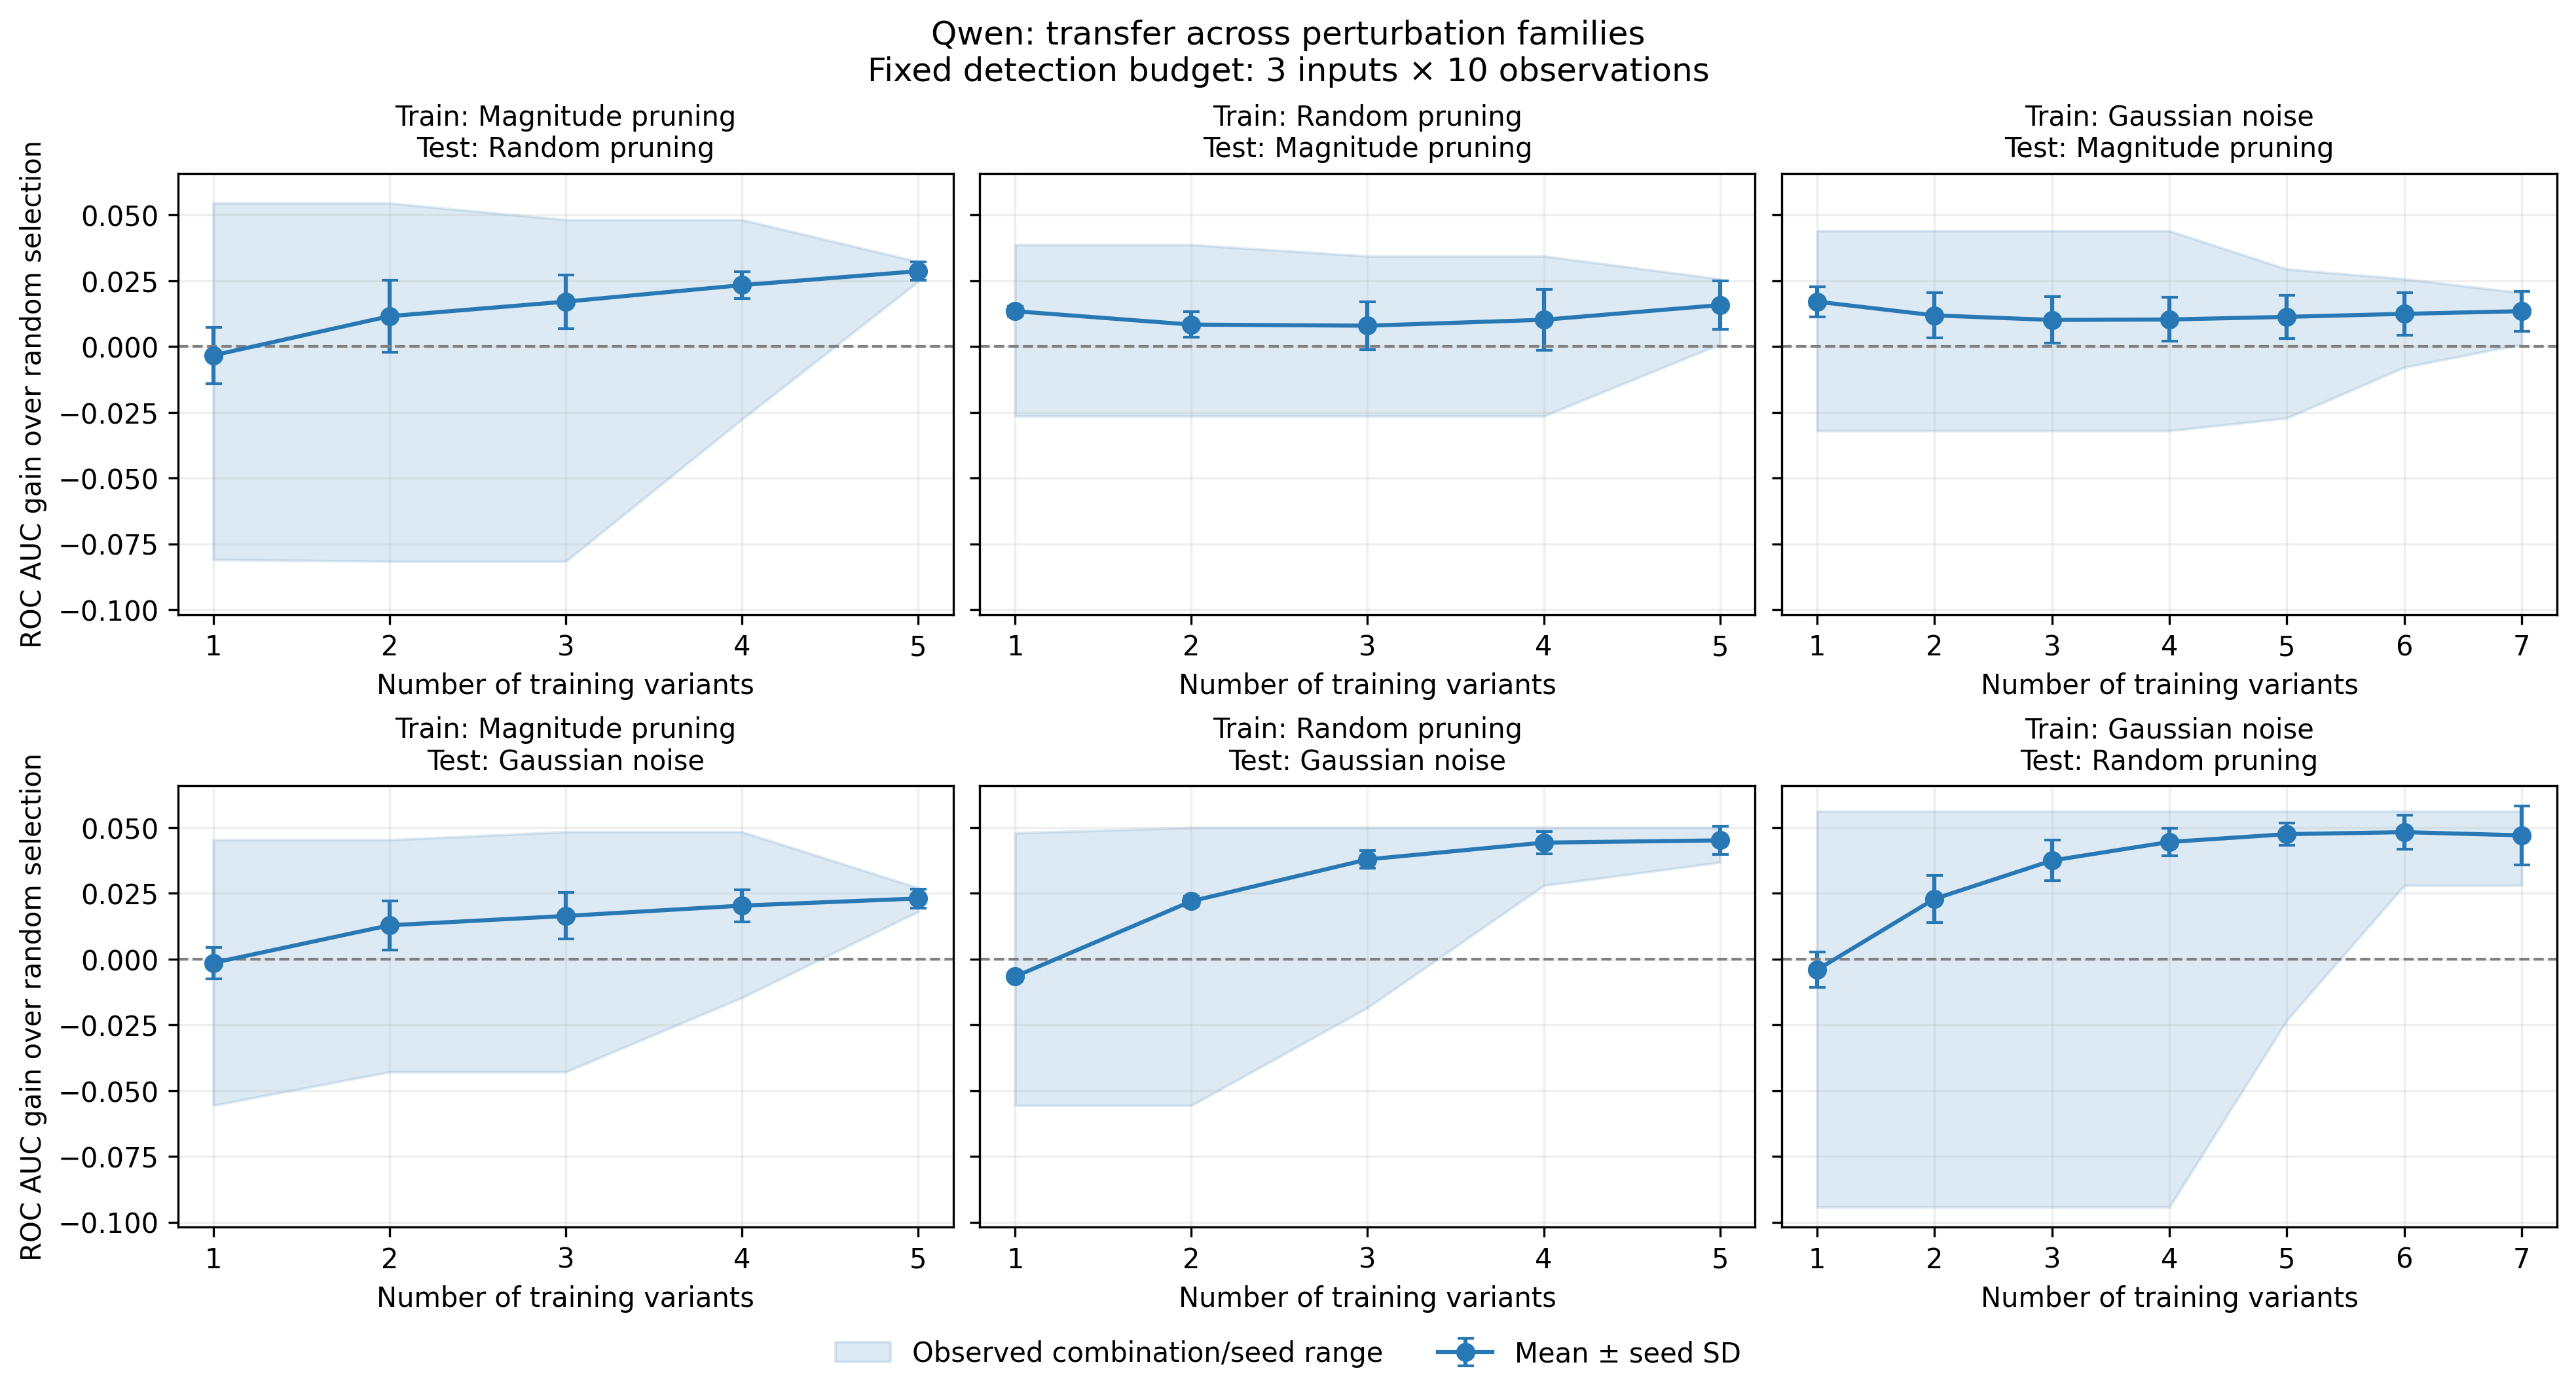 Qwen: transfer across perturbation families
Fixed detection budget: 3 inputs × 10 observations
Train: Magnitude pruning
Test: Random pruning
Train: Random pruning
Test: Magnitude pruning
Train: Gaussian noise
Test: Magnitude pruning
ROC AUC gain over random selection
0.050
0.025
0.000
−0.025
−0.050
−0.075
−0.100
1 2 3 4 5
1 2 3 4 5
1 2 3 4 5 6 7
Number of training variants
Number of training variants
Number of training variants
Train: Magnitude pruning
Test: Gaussian noise
Train: Random pruning
Test: Gaussian noise
Train: Gaussian noise
Test: Random pruning
ROC AUC gain over random selection
0.050
0.025
0.000
−0.025
−0.050
−0.075
−0.100
1 2 3 4 5
1 2 3 4 5
1 2 3 4 5 6 7
Number of training variants
Number of training variants
Number of training variants
Observed combination/seed range
Mean ± seed SD